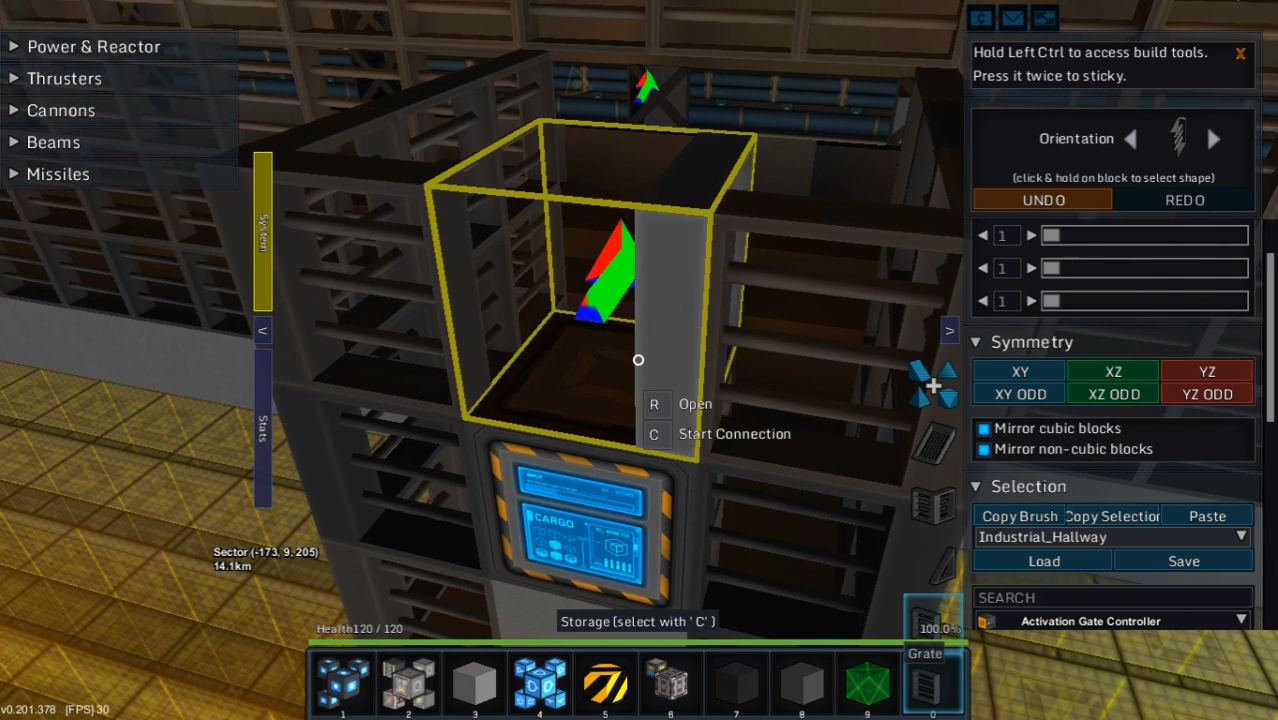 Power & Reactor
Thrusters
Cannons
Beams
Missiles
System
<
Stats
>
Sector (-173, 9, 205)
14.1km
R Open
C Start Connection
INPUT
CARGO
Storage (select with ' C' )
Health120 / 120
100.0%
Grate
1 2 3 4 5 6 7 8 9 0
v0.201.378 [FPS] 30
Hold Left Ctrl to access build tools.
X
Press it twice to sticky.
Orientation
(click & hold on block to select shape)
UNDO REDO
1
1
1
Symmetry
XY XZ YZ
XY ODD XZ ODD YZ ODD
Mirror cubic blocks
Mirror non-cubic blocks
Selection
Copy Brush Copy Selection Paste
Industrial_Hallway
Load Save
SEARCH
Activation Gate Controller